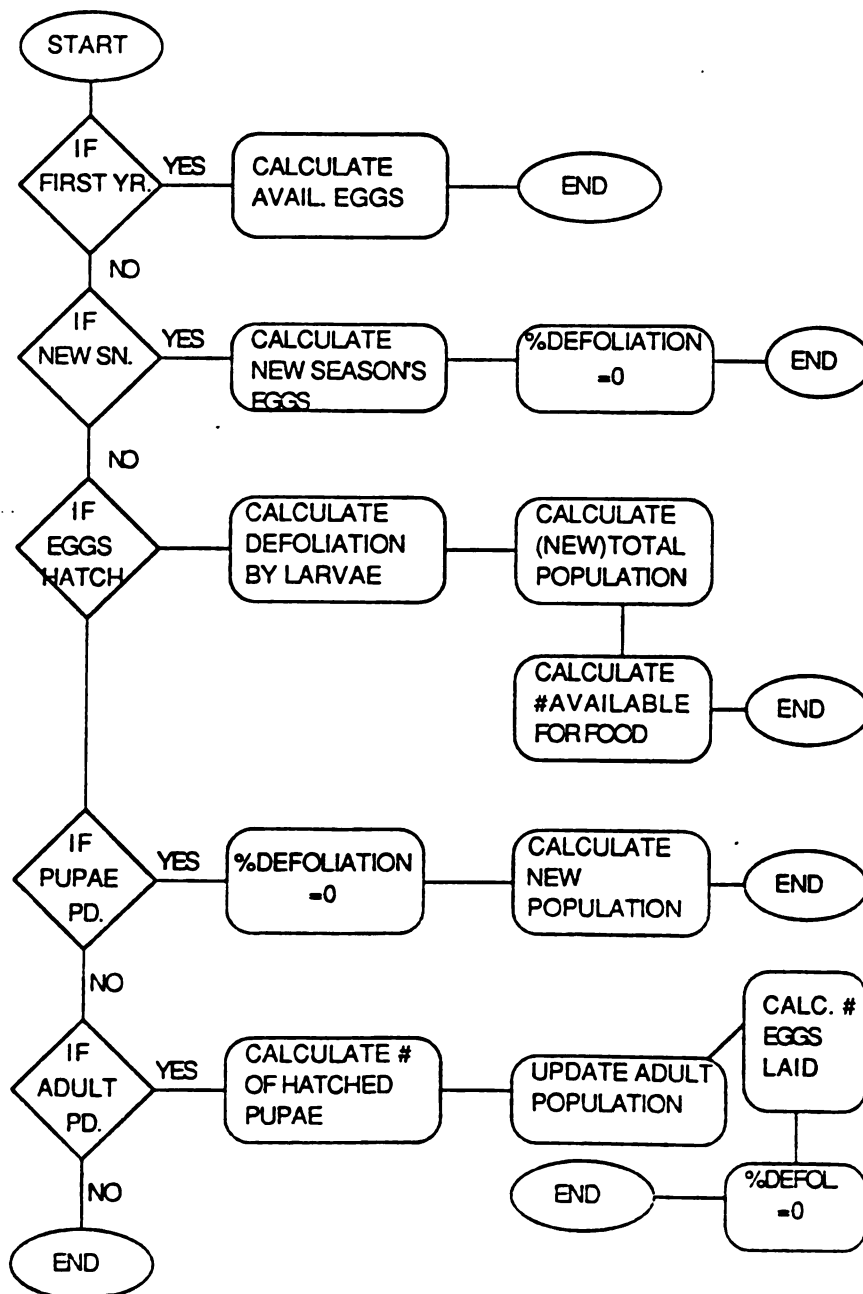 START
IF
FIRST YR.
YES
CALCULATE
AVAIL. EGGS
END
NO
IF
NEW SN.
YES
CALCULATE
NEW SEASON'S
EGGS
%DEFOLIATION
=0
END
NO
IF
EGGS
HATCH
CALCULATE
DEFOLIATION
BY LARVAE
CALCULATE
(NEW)TOTAL
POPULATION
CALCULATE
#AVAILABLE
FOR FOOD
END
IF
PUPAE
PD.
YES
%DEFOLIATION
=0
CALCULATE
NEW
POPULATION
END
NO
IF
ADULT
PD.
YES
CALCULATE #
OF HATCHED
PUPAE
UPDATE ADULT
POPULATION
CALC. #
EGGS
LAID
%DEFOL
=0
END
NO
END